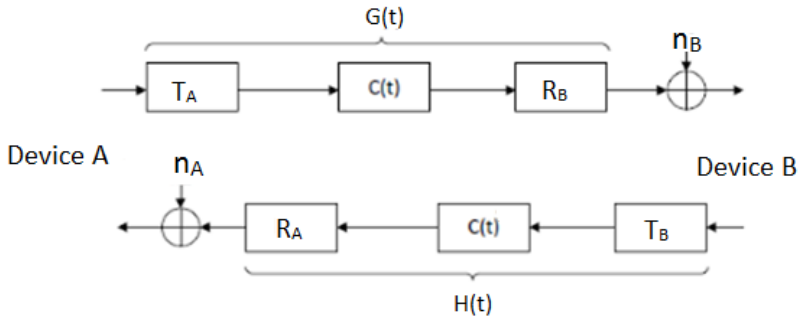 G(t)
n_B
T_A
C(t)
R_B
Device A
n_A
Device B
R_A
C(t)
T_B
H(t)